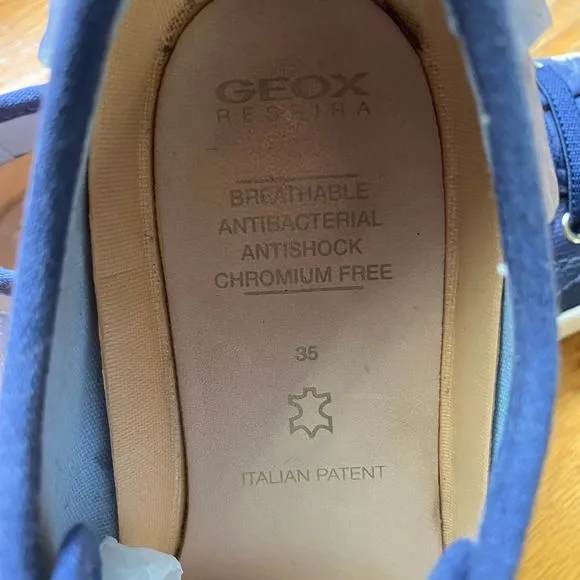 GEOX
RESPIRA
BREATHABLE
ANTIBACTERIAL
ANTISHOCK
CHROMIUM FREE
35
ITALIAN PATENT